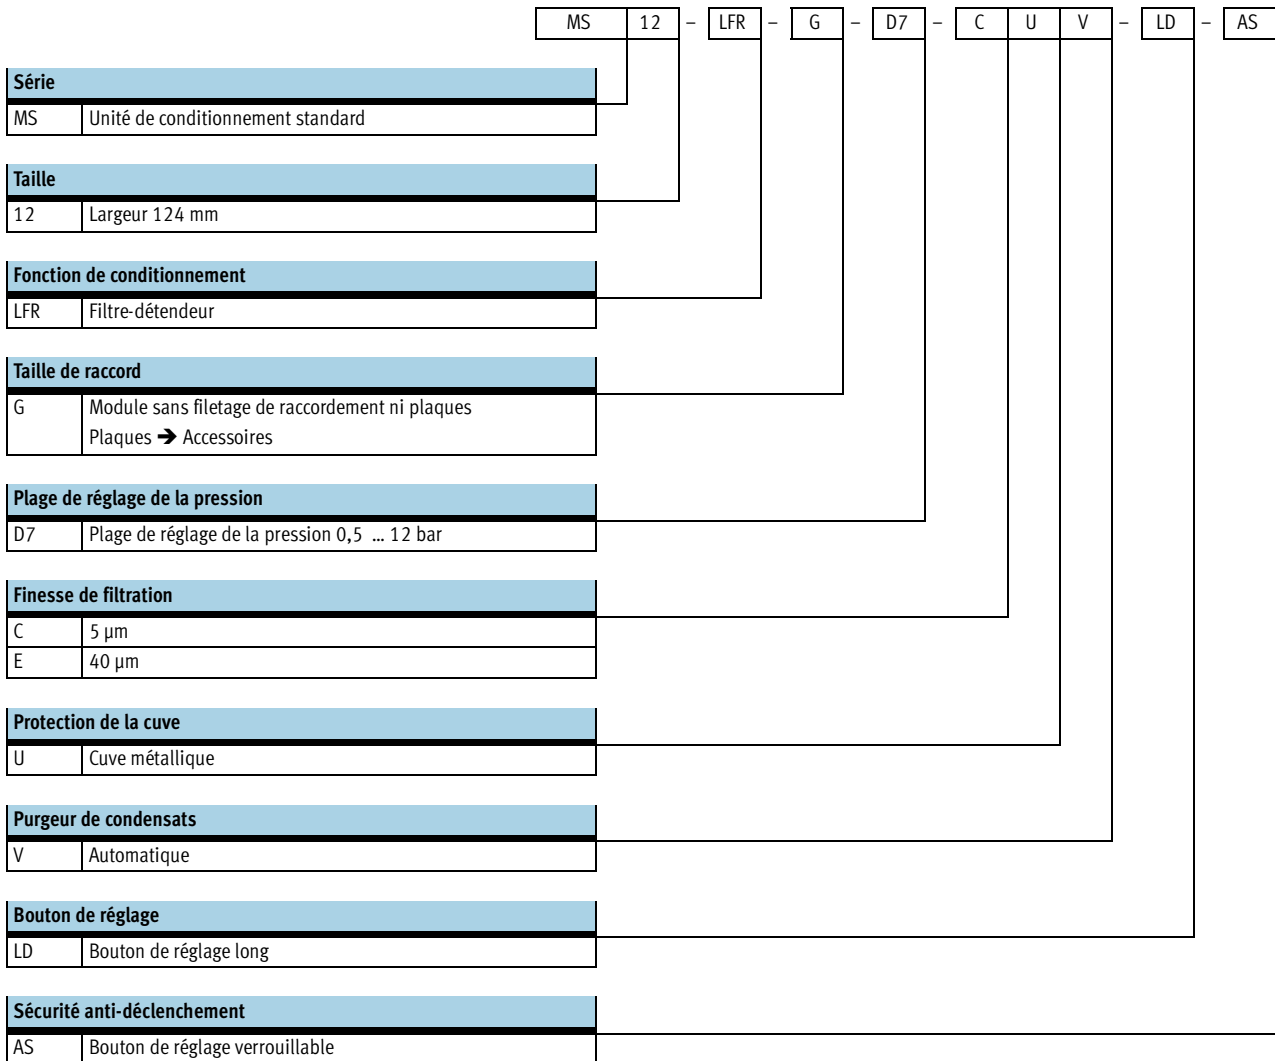 MS 12 – LFR – G – D7 – C U V – LD – AS
Série
MS Unité de conditionnement standard
Taille
12 Largeur 124 mm
Fonction de conditionnement
LFR Filtre-détendeur
Taille de raccord
G Module sans filetage de raccordement ni plaques
Plaques ➔ Accessoires
Plage de réglage de la pression
D7 Plage de réglage de la pression 0,5 … 12 bar
Finesse de filtration
C 5 µm
E 40 µm
Protection de la cuve
U Cuve métallique
Purgeur de condensats
V Automatique
Bouton de réglage
LD Bouton de réglage long
Sécurité anti-déclenchement
AS Bouton de réglage verrouillable